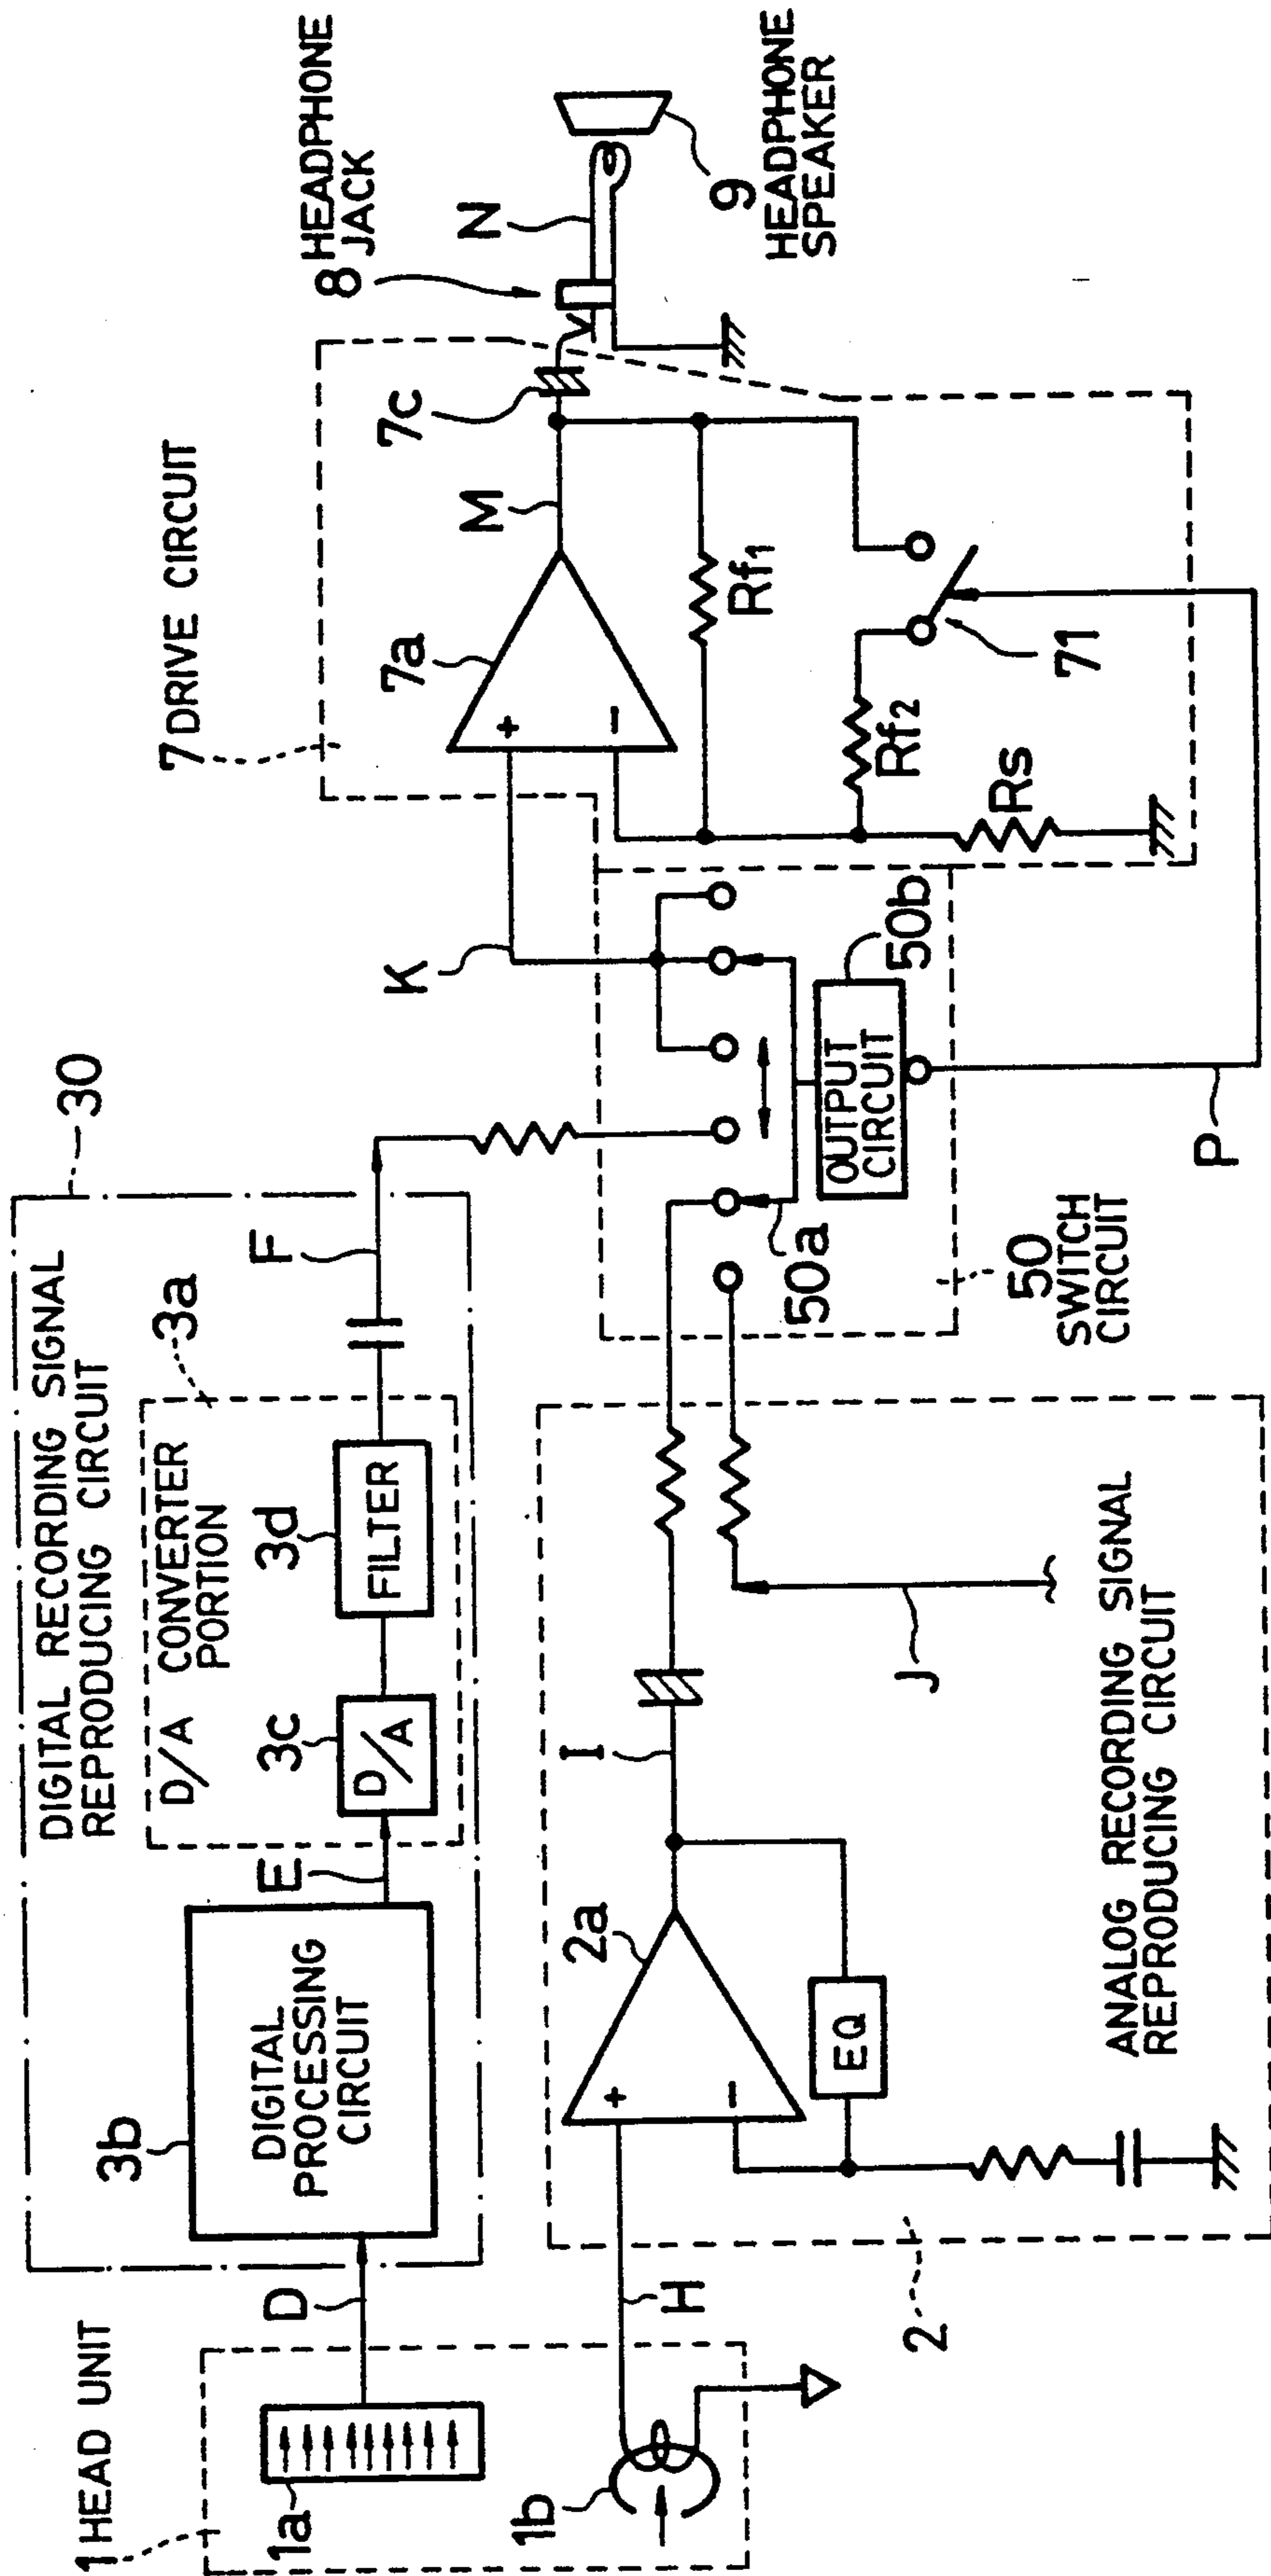 1 HEAD UNIT
1a
1b
D
H
DIGITAL RECORDING SIGNAL
REPRODUCING CIRCUIT
30
3b
DIGITAL
PROCESSING
CIRCUIT
E
D/A CONVERTER
PORTION
3a
3c
D/A
3d
FILTER
F
2
2a
+
−
EQ
I
J
ANALOG RECORDING SIGNAL
REPRODUCING CIRCUIT
50
SWITCH
CIRCUIT
50a
OUTPUT
CIRCUIT
50b
P
K
7 DRIVE CIRCUIT
7a
+
−
M
7c
Rf1
Rf2
Rs
71
8 HEADPHONE
JACK
N
9
HEADPHONE
SPEAKER